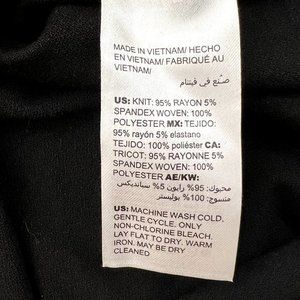 MADE IN VIETNAM/ HECHO
EN VIETNAM/ FABRIQUÉ AU
VIETNAM/
صنع في فيتنام
US: KNIT: 95% RAYON 5%
SPANDEX WOVEN: 100%
POLYESTER MX: TEJIDO:
95% rayón 5% elastano
TEJIDO: 100% poliéster CA:
TRICOT: 95% RAYONNE 5%
SPANDEX WOVEN: 100%
POLYESTER AE/KW:
محبوك: 95% رايون 5% سبانديكس
منسوج: 100% بوليستر
US: MACHINE WASH COLD,
GENTLE CYCLE. ONLY
NON-CHLORINE BLEACH,
LAY FLAT TO DRY. WARM
IRON. MAY BE DRY
CLEANED